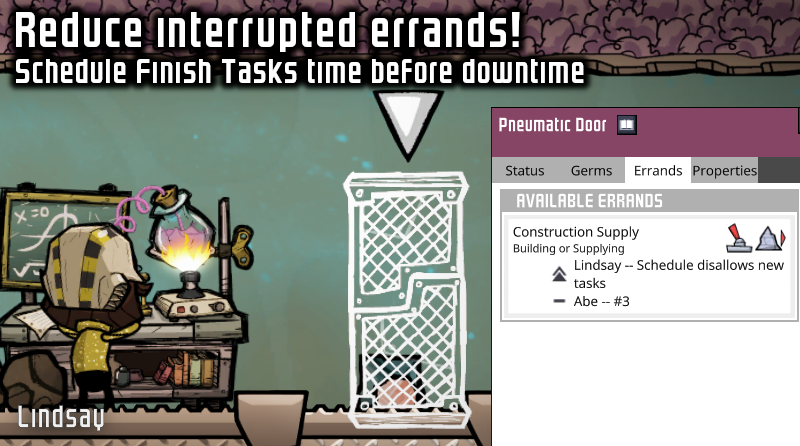 Reduce interrupted errands!
Schedule Finish Tasks time before downtime
Pneumatic Door
Status Germs Errands Properties
AVAILABLE ERRANDS
Construction Supply
Building or Supplying
Lindsay -- Schedule disallows new
tasks
Abe -- #3
x=0
Lindsay